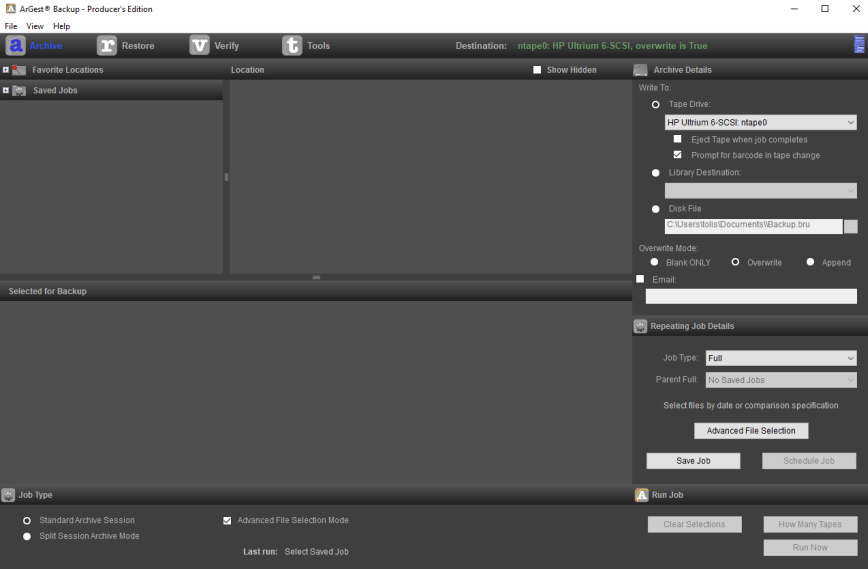 ArGest® Backup - Producer's Edition
File View Help
a Archive r Restore v Verify t Tools Destination: ntape0: HP Ultrium 6-SCSI, overwrite is True
Favorite Locations Location Show Hidden Archive Details
Saved Jobs
Write To:
Tape Drive:
HP Ultrium 6-SCSI: ntape0
Eject Tape when job completes
Prompt for barcode in tape change
Library Destination:
Disk File
C:\Users\tolis\Documents\\Backup.bru
Overwrite Mode:
Blank ONLY Overwrite Append
Email:
Selected for Backup
Repeating Job Details
Job Type: Full
Parent Full: No Saved Jobs
Select files by date or comparison specification
Advanced File Selection
Save Job Schedule Job
Job Type
Standard Archive Session Advanced File Selection Mode
Split Session Archive Mode
Last run: Select Saved Job
A Run Job
Clear Selections How Many Tapes
Run Now